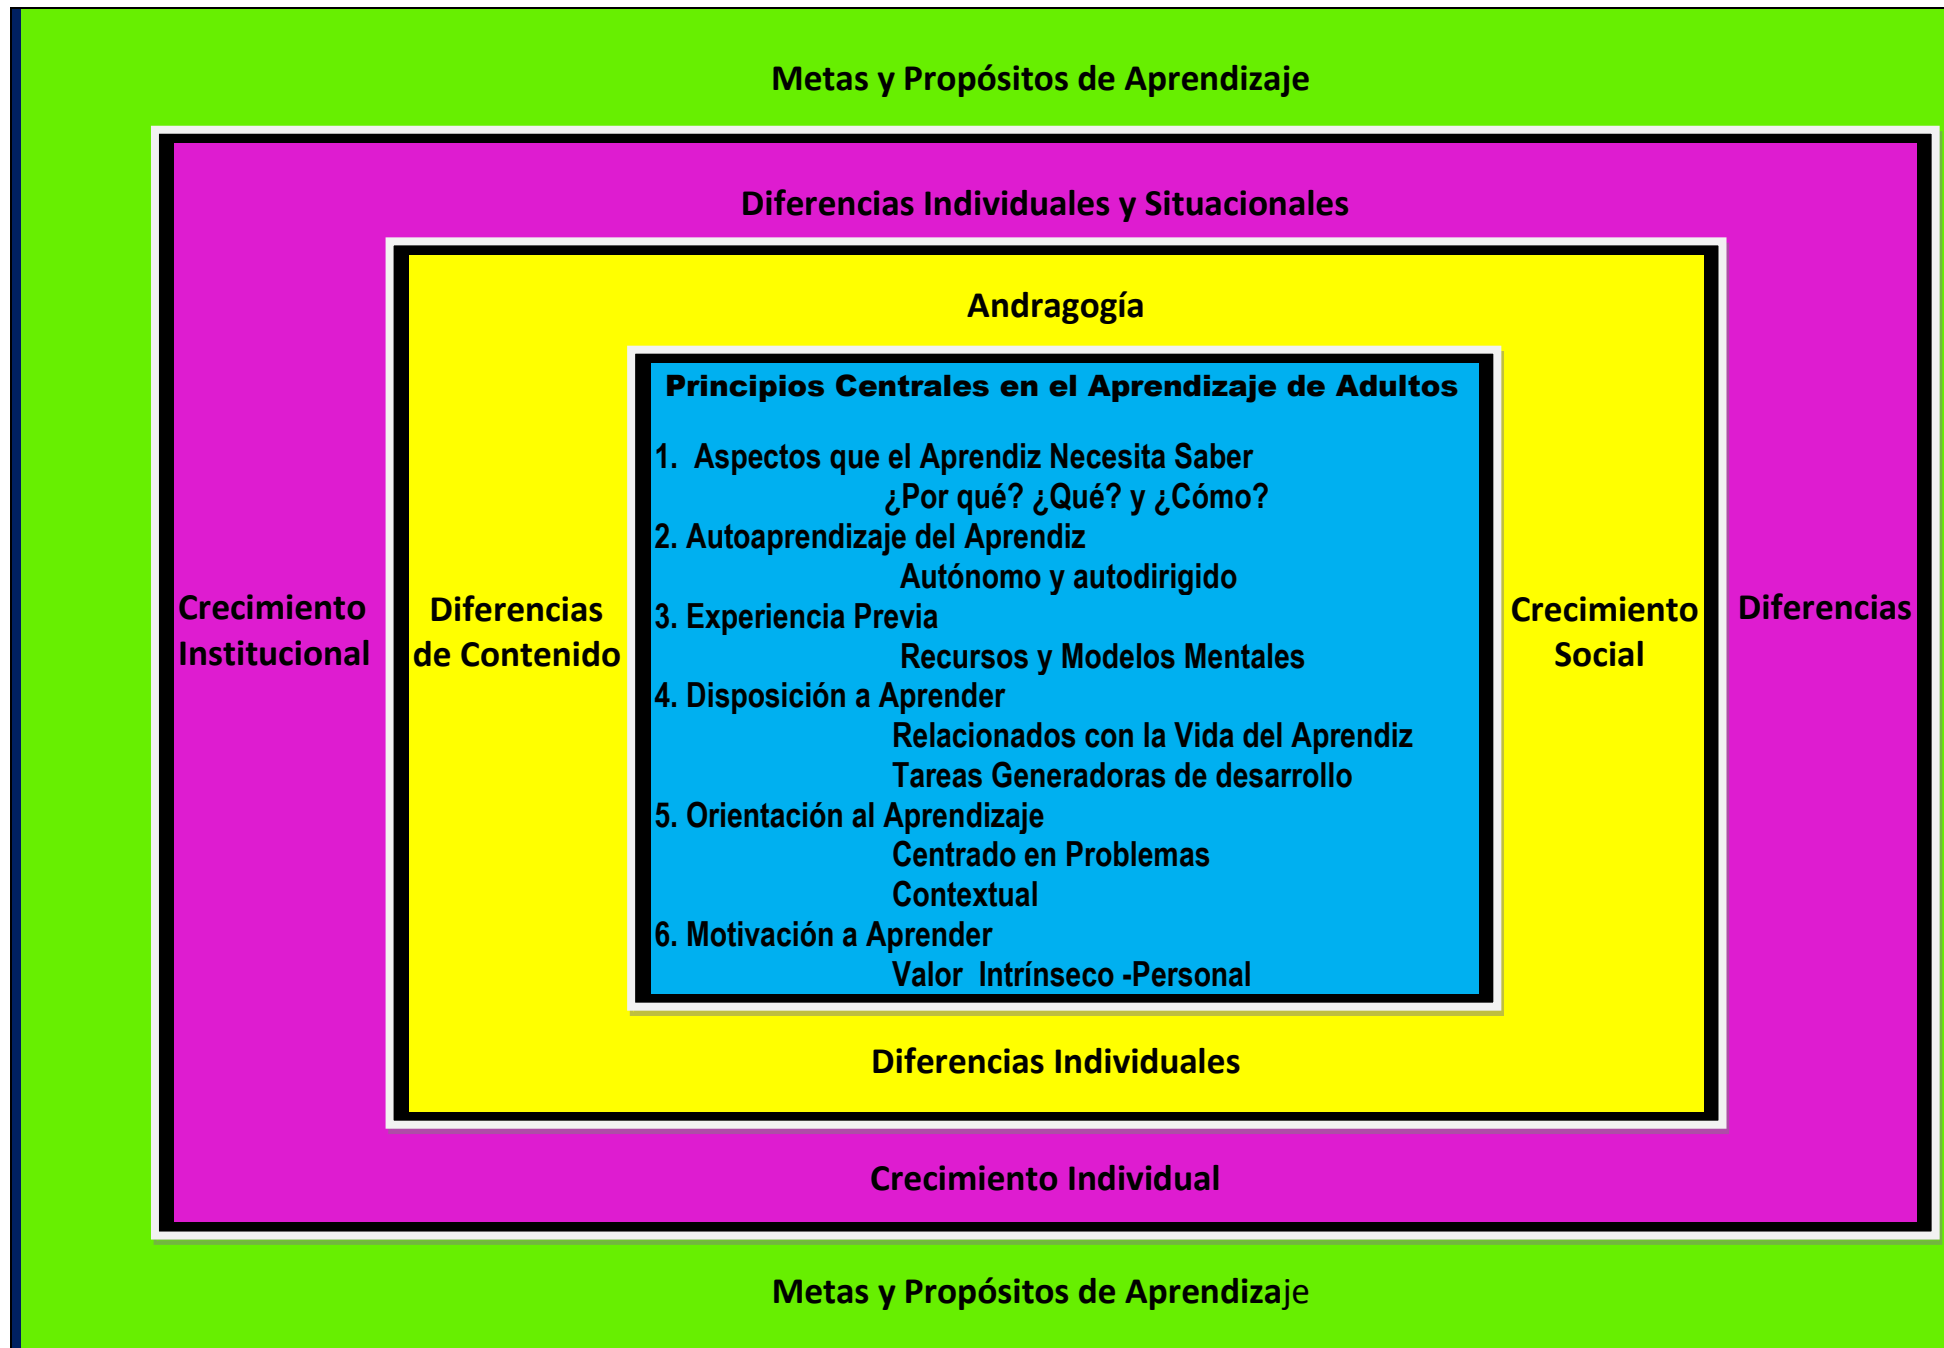 Metas y Propósitos de Aprendizaje
Diferencias Individuales y Situacionales
Andragogía
Principios Centrales en el Aprendizaje de Adultos
1. Aspectos que el Aprendiz Necesita Saber
¿Por qué? ¿Qué? y ¿Cómo?
2. Autoaprendizaje del Aprendiz
Autónomo y autodirigido
3. Experiencia Previa
Recursos y Modelos Mentales
4. Disposición a Aprender
Relacionados con la Vida del Aprendiz
Tareas Generadoras de desarrollo
5. Orientación al Aprendizaje
Centrado en Problemas
Contextual
6. Motivación a Aprender
Valor Intrínseco -Personal
Crecimiento
Institucional
Diferencias
de Contenido
Crecimiento
Social
Diferencias
Diferencias Individuales
Crecimiento Individual
Metas y Propósitos de Aprendizaje